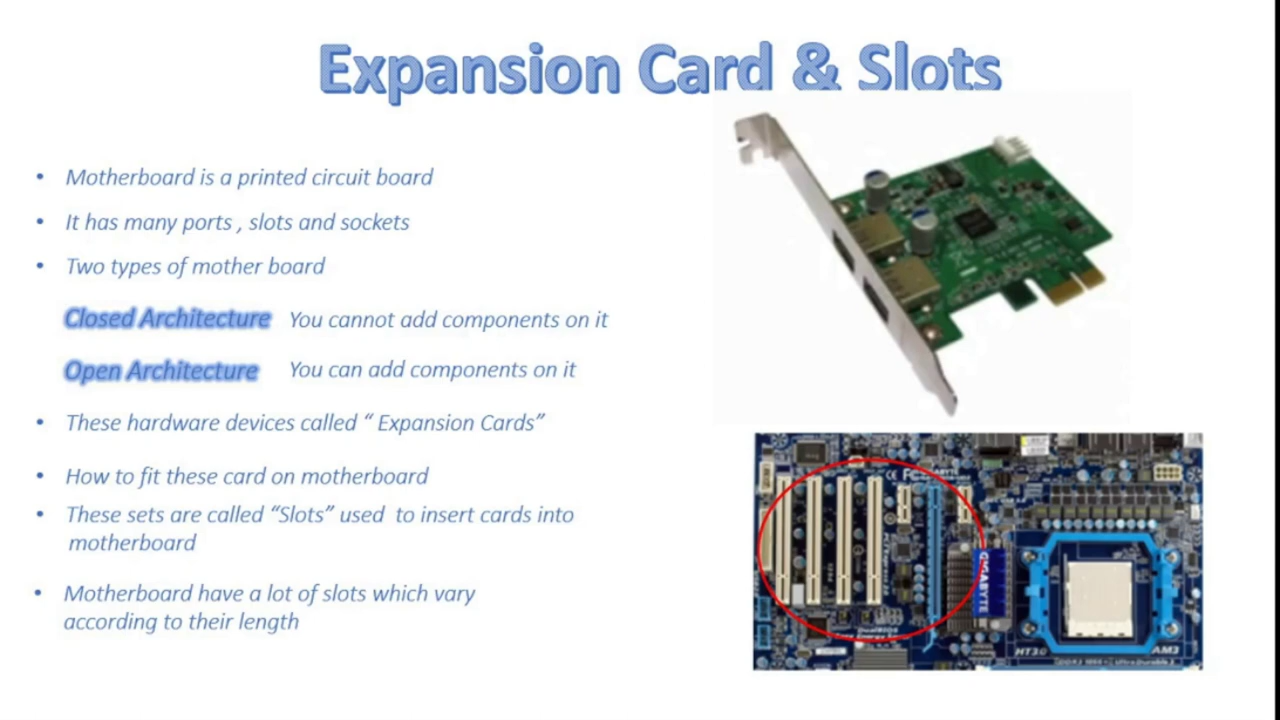 Expansion Card & Slots
• Motherboard is a printed circuit board
• It has many ports , slots and sockets
• Two types of mother board
Closed Architecture You cannot add components on it
Open Architecture You can add components on it
• These hardware devices called “ Expansion Cards”
• How to fit these card on motherboard
• These sets are called “Slots” used to insert cards into
motherboard
• Motherboard have a lot of slots which vary
according to their length
GIGABYTE
HT3.0
AM3